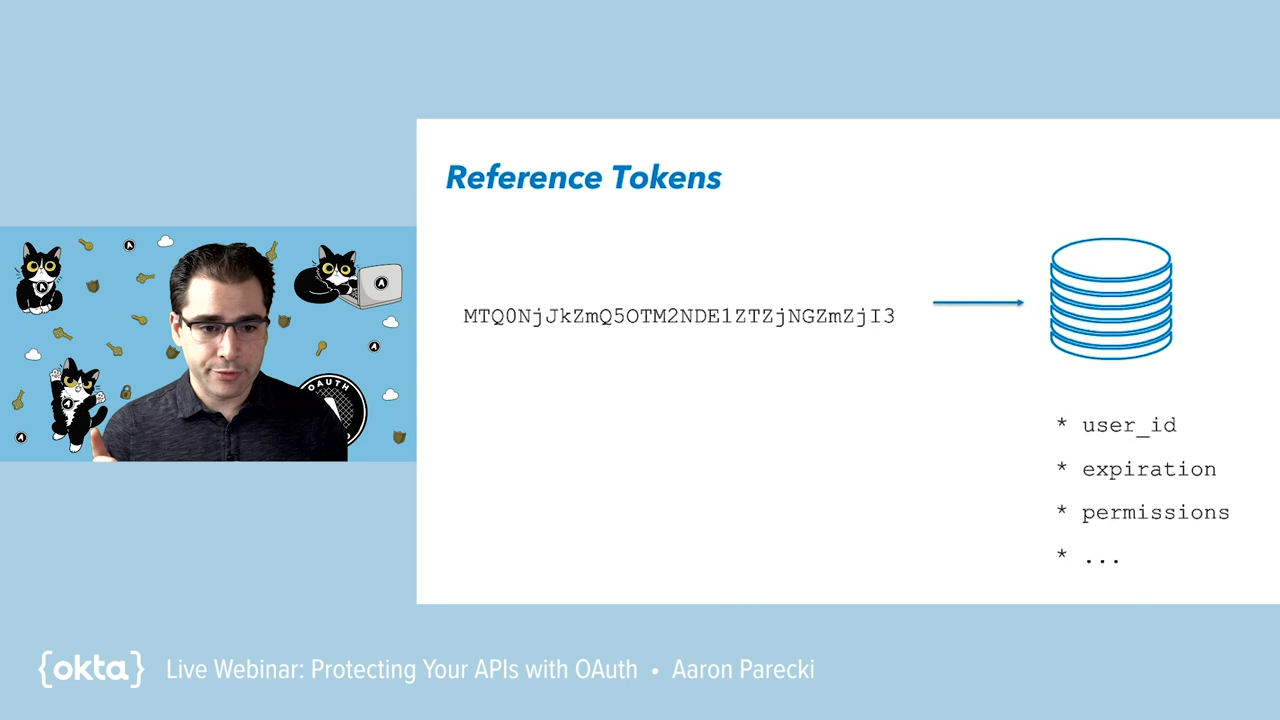 Reference Tokens
MTQ0NjJkZmQ5OTM2NDE1ZTZjNGZmZjI3
* user_id
* expiration
* permissions
* ...
OAUTH
{okta} Live Webinar: Protecting Your APIs with OAuth • Aaron Parecki